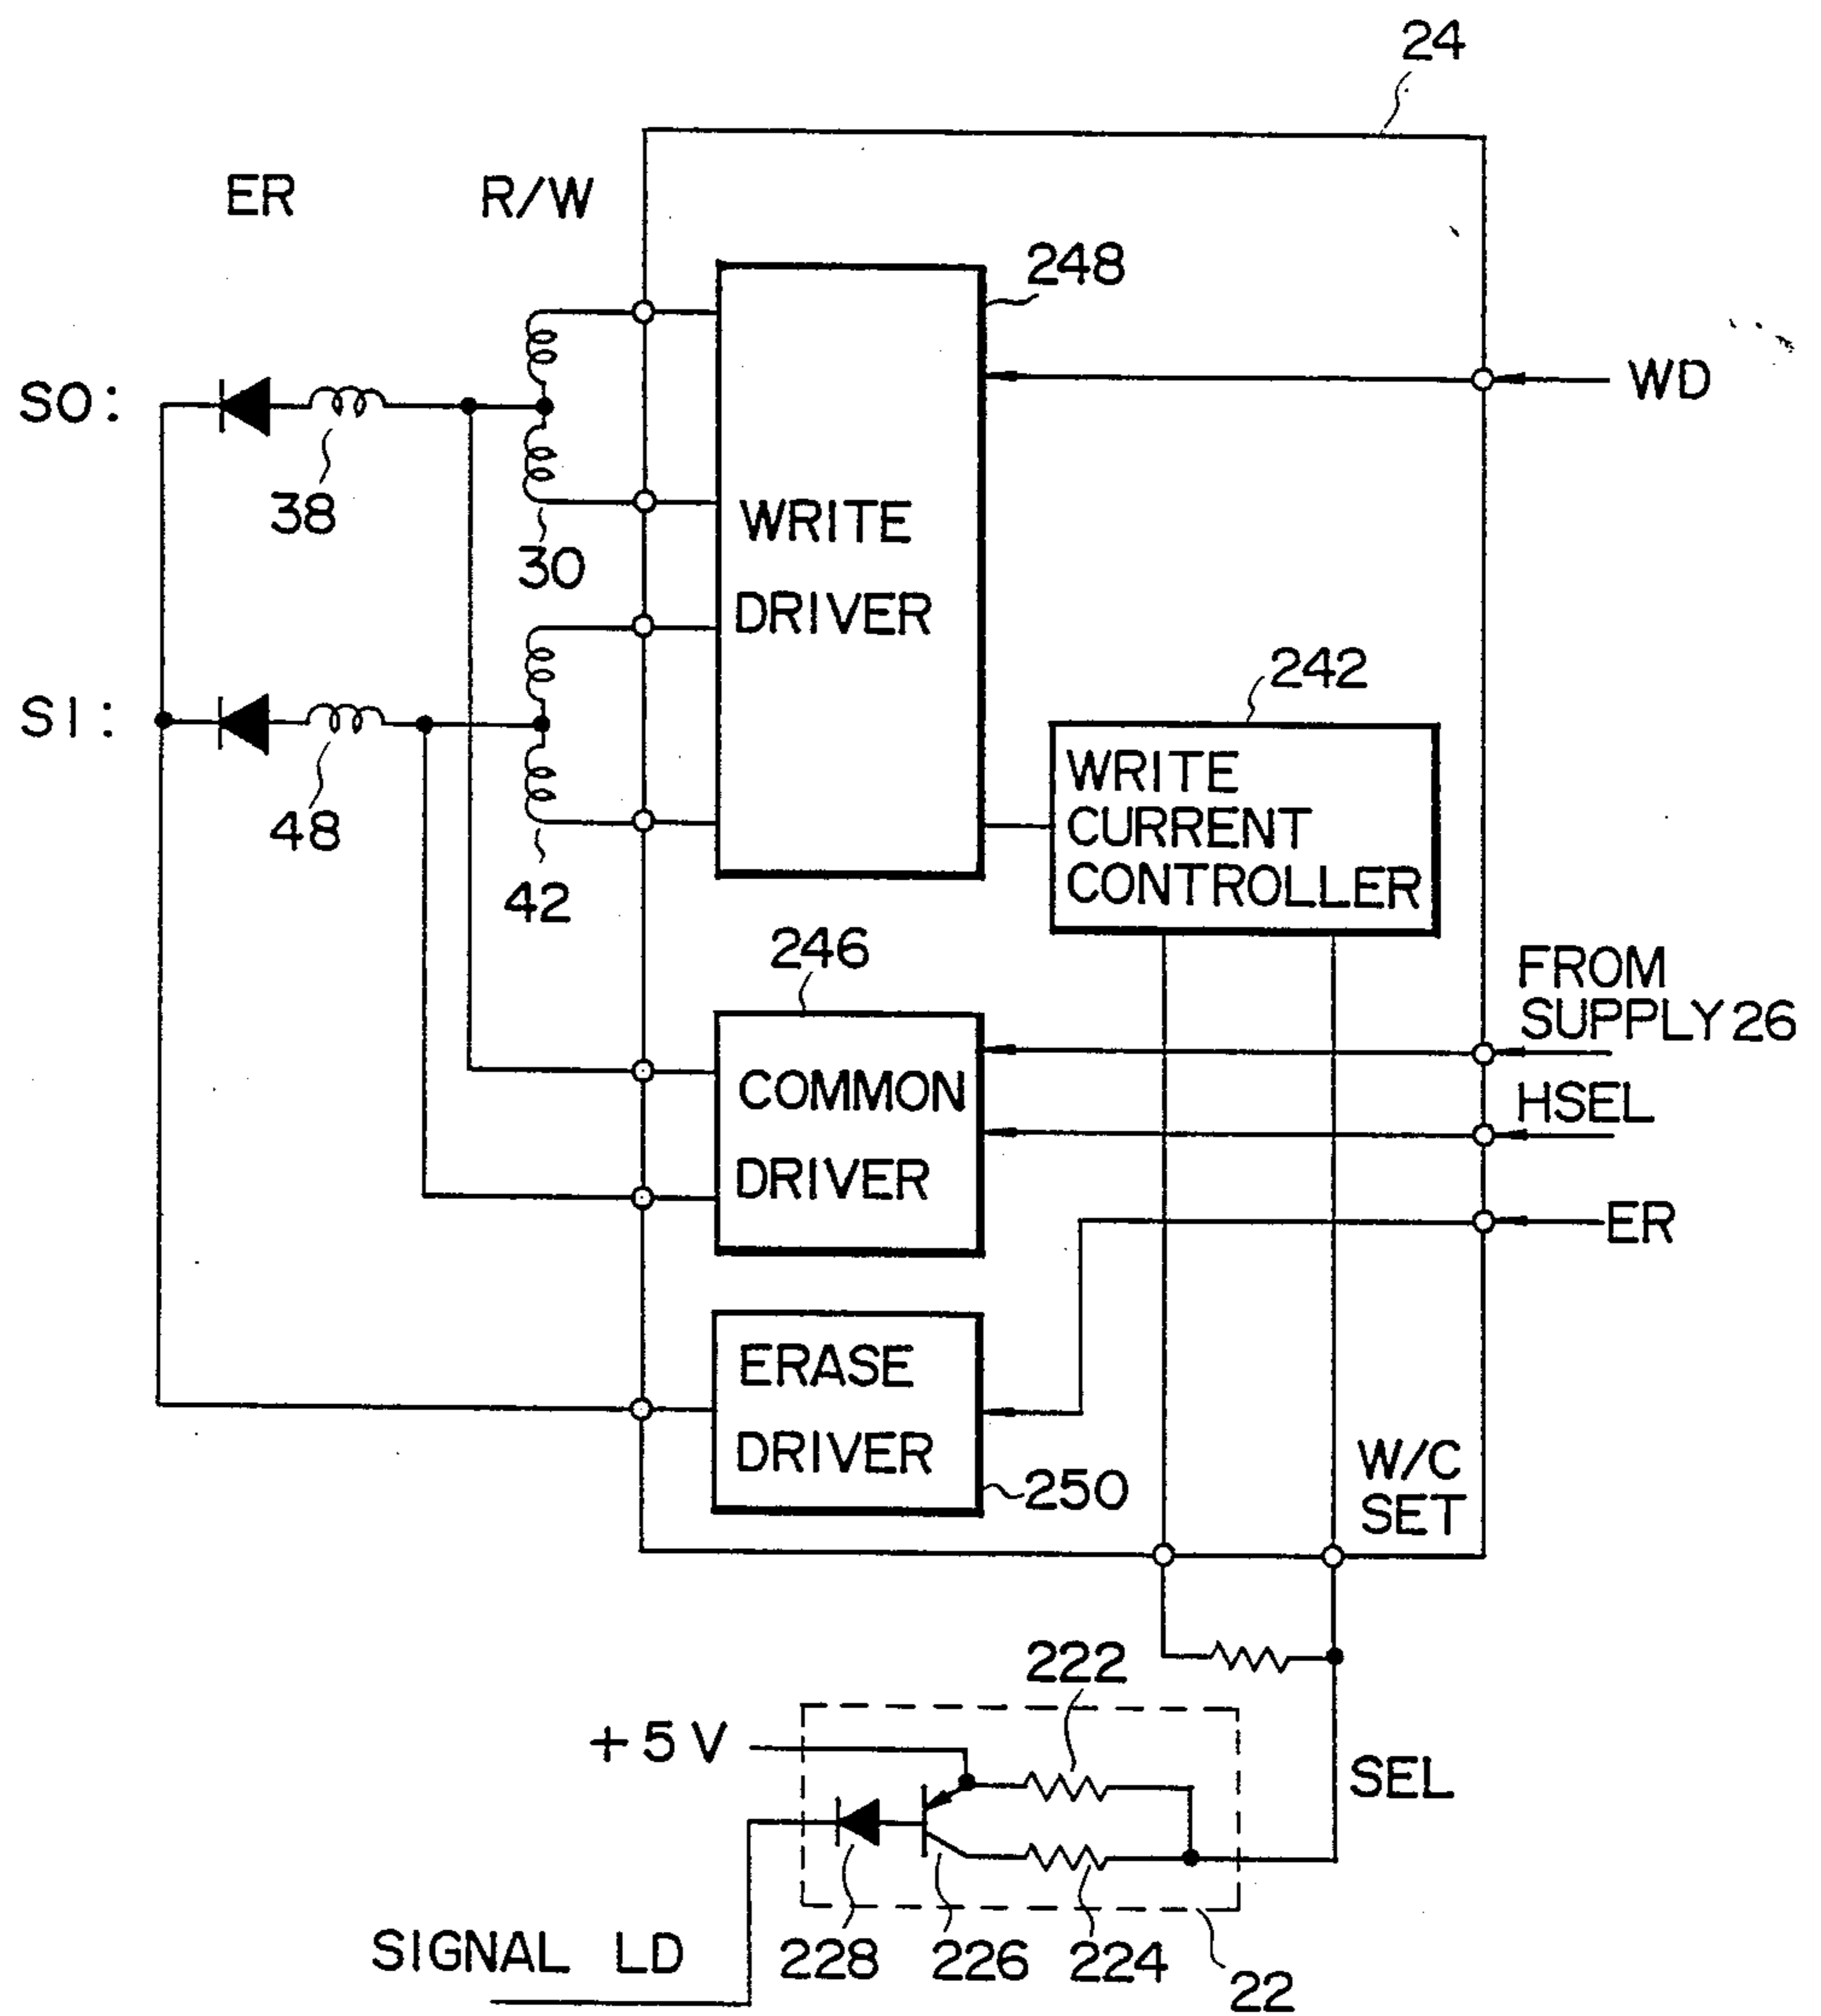 24
ER
R/W
248
SO:
WD
38
30
WRITE
DRIVER
242
S1:
WRITE
CURRENT
CONTROLLER
48
42
246
FROM
SUPPLY 26
COMMON
DRIVER
HSEL
ER
ERASE
DRIVER
250
W/C
SET
222
+5V
SEL
SIGNAL LD
228
226
224
22